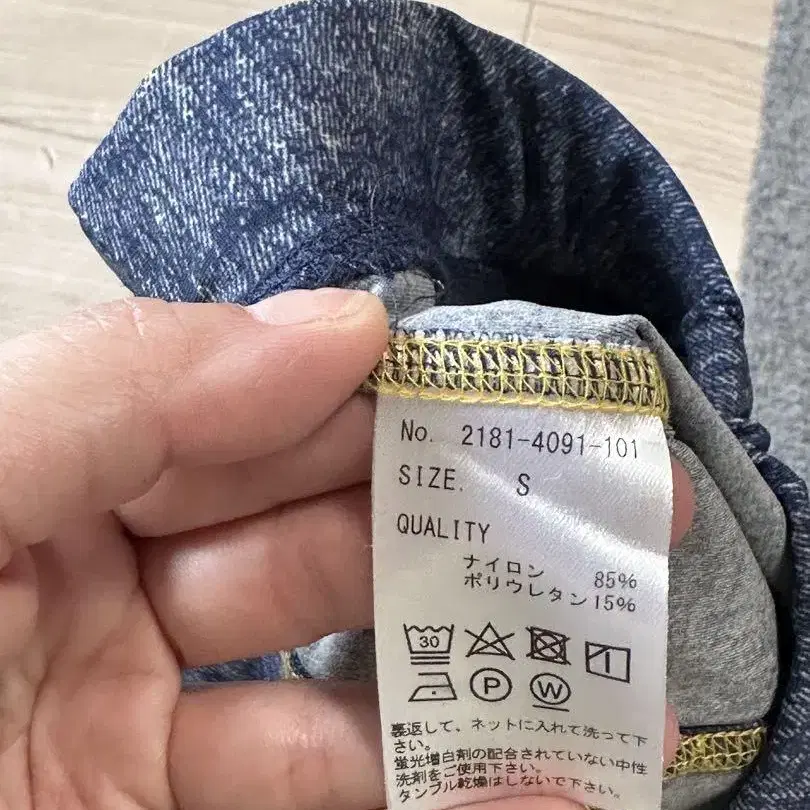 No. 2181-4091-101
SIZE. S
QUALITY
ナイロン 85%
ポリウレタン 15%
30
P
W
裏返して、ネットに入れて洗って下
さい。
蛍光増白剤の配合されていない中性
洗剤をご使用下さい。
タンブル乾燥はしないで下さい。